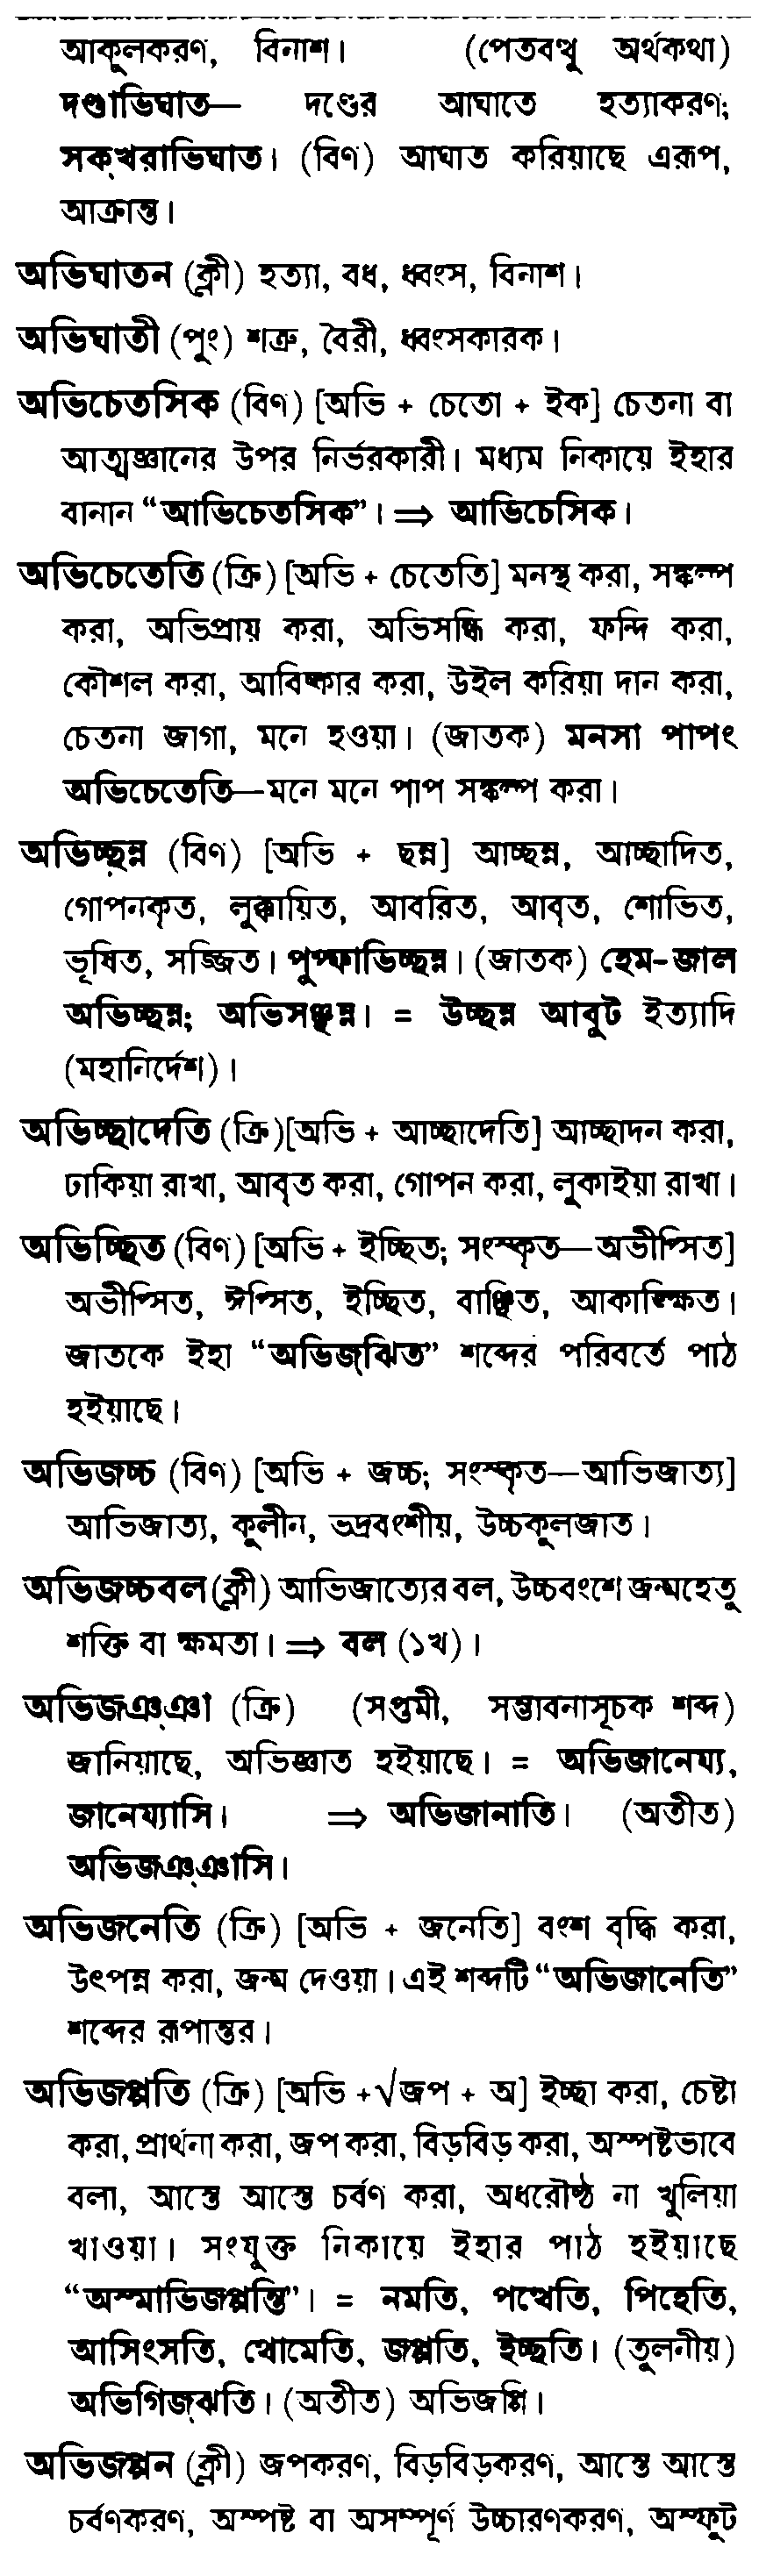 আকুলকরণ, বিনাশ। (পেতবত্থু অর্থকথা)
দণ্ডাভিঘাত— দণ্ডের আঘাতে হত্যাকরণ;
সক্খরাভিঘাত। (বিণ) আঘাত করিয়াছে এরূপ,
আক্রান্ত।
অভিঘাতন (ক্লী) হত্যা, বধ, ধ্বংস, বিনাশ।
অভিঘাতী (পুং) শত্রু, বৈরী, ধ্বংসকারক।
অভিচেতসিক (বিণ) [অভি + চেতো + ইক] চেতনা বা
আত্মজ্ঞানের উপর নির্ভরকারী। মধ্যম নিকায়ে ইহার
বানান “আভিচেতসিক”। ⇒ আভিচেসিক।
অভিচেতেতি (ক্রি) [অভি + চেতেতি] মনস্থ করা, সঙ্কল্প
করা, অভিপ্রায় করা, অভিসন্ধি করা, ফন্দি করা,
কৌশল করা, আবিষ্কার করা, উইল করিয়া দান করা,
চেতনা জাগা, মনে হওয়া। (জাতক) মনসা পাপং
অভিচেতেতি—মনে মনে পাপ সঙ্কল্প করা।
অভিচ্ছন্ন (বিণ) [অভি + ছন্ন] আচ্ছন্ন, আচ্ছাদিত,
গোপনকৃত, লুক্কায়িত, আবরিত, আবৃত, শোভিত,
ভূষিত, সজ্জিত। পুপ্ফাভিচ্ছন্ন। (জাতক) হেম-জাল
অভিচ্ছন্ন; অভিসঞ্ছন্ন। = উচ্ছন্ন আবুট ইত্যাদি
(মহানির্দেশ)।
অভিচ্ছাদেতি (ক্রি)[অভি + আচ্ছাদেতি] আচ্ছাদন করা,
ঢাকিয়া রাখা, আবৃত করা, গোপন করা, লুকাইয়া রাখা।
অভিচ্ছিত (বিণ) [অভি + ইচ্ছিত; সংস্কৃত—অভীপ্সিত]
অভীপ্সিত, ঈপ্সিত, ইচ্ছিত, বাঞ্ছিত, আকাঙ্ক্ষিত।
জাতকে ইহা “অভিজ্ঝিত” শব্দের পরিবর্তে পাঠ
হইয়াছে।
অভিজচ্চ (বিণ) [অভি + জচ্চ; সংস্কৃত—আভিজাত্য]
আভিজাত্য, কুলীন, ভদ্রবংশীয়, উচ্চকুলজাত।
অভিজচ্চবল (ক্লী) আভিজাত্যের বল, উচ্চবংশে জন্মহেতু
শক্তি বা ক্ষমতা। ⇒ বল (১খ)।
অভিজঞ্ঞা (ক্রি) (সপ্তমী, সম্ভাবনাসূচক শব্দ)
জানিয়াছে, অভিজ্ঞাত হইয়াছে। = অভিজানেয্য,
জানেয্যাসি। ⇒ অভিজানাতি। (অতীত)
অভিজঞ্ঞাসি।
অভিজনেতি (ক্রি) [অভি + জনেতি] বংশ বৃদ্ধি করা,
উৎপন্ন করা, জন্ম দেওয়া। এই শব্দটি “অভিজানেতি”
শব্দের রূপান্তর।
অভিজপ্পতি (ক্রি) [অভি +√জপ + অ] ইচ্ছা করা, চেষ্টা
করা, প্রার্থনা করা, জপ করা, বিড়বিড় করা, অস্পষ্টভাবে
বলা, আস্তে আস্তে চর্বণ করা, অধরৌষ্ঠ না খুলিয়া
খাওয়া। সংযুক্ত নিকায়ে ইহার পাঠ হইয়াছে
“অস্মাভিজপ্পন্তি”। = নমতি, পত্থেতি, পিহেতি,
আসিংসতি, থোমেতি, জপ্পতি, ইচ্ছতি। (তুলনীয়)
অভিগিজ্ঝতি। (অতীত) অভিজপ্পি।
অভিজপ্পন (ক্লী) জপকরণ, বিড়বিড়করণ, আস্তে আস্তে
চর্বণকরণ, অস্পষ্ট বা অসম্পূর্ণ উচ্চারণকরণ, অস্ফুট